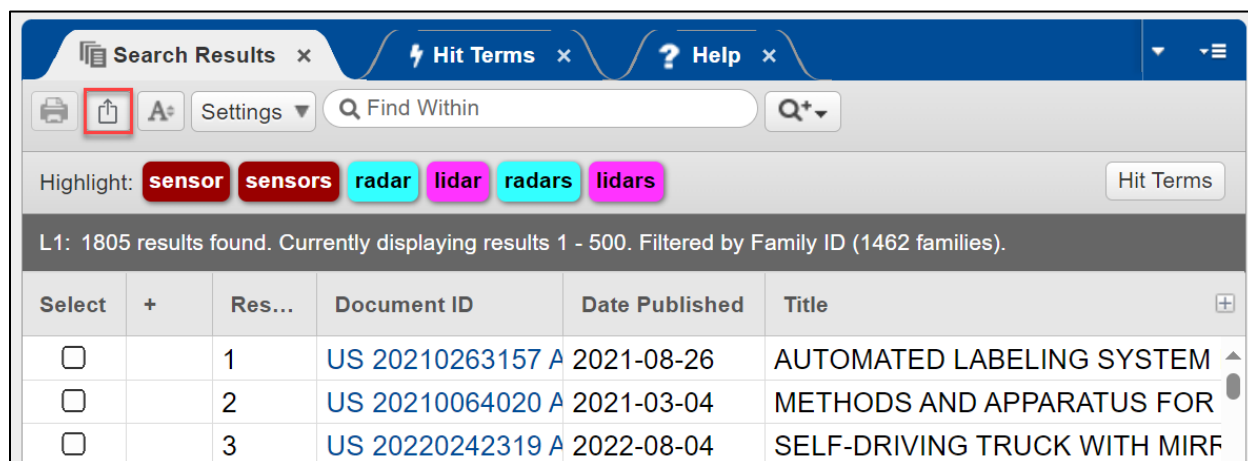 Search Results × Hit Terms × ? Help ×
A Settings ▼ Find Within Q+
Highlight: sensor sensors radar lidar radars lidars Hit Terms
L1: 1805 results found. Currently displaying results 1 - 500. Filtered by Family ID (1462 families).
Select + Res... Document ID Date Published Title
1 US 20210263157 A 2021-08-26 AUTOMATED LABELING SYSTEM
2 US 20210064020 A 2021-03-04 METHODS AND APPARATUS FOR
3 US 20220242319 A 2022-08-04 SELF-DRIVING TRUCK WITH MIRR